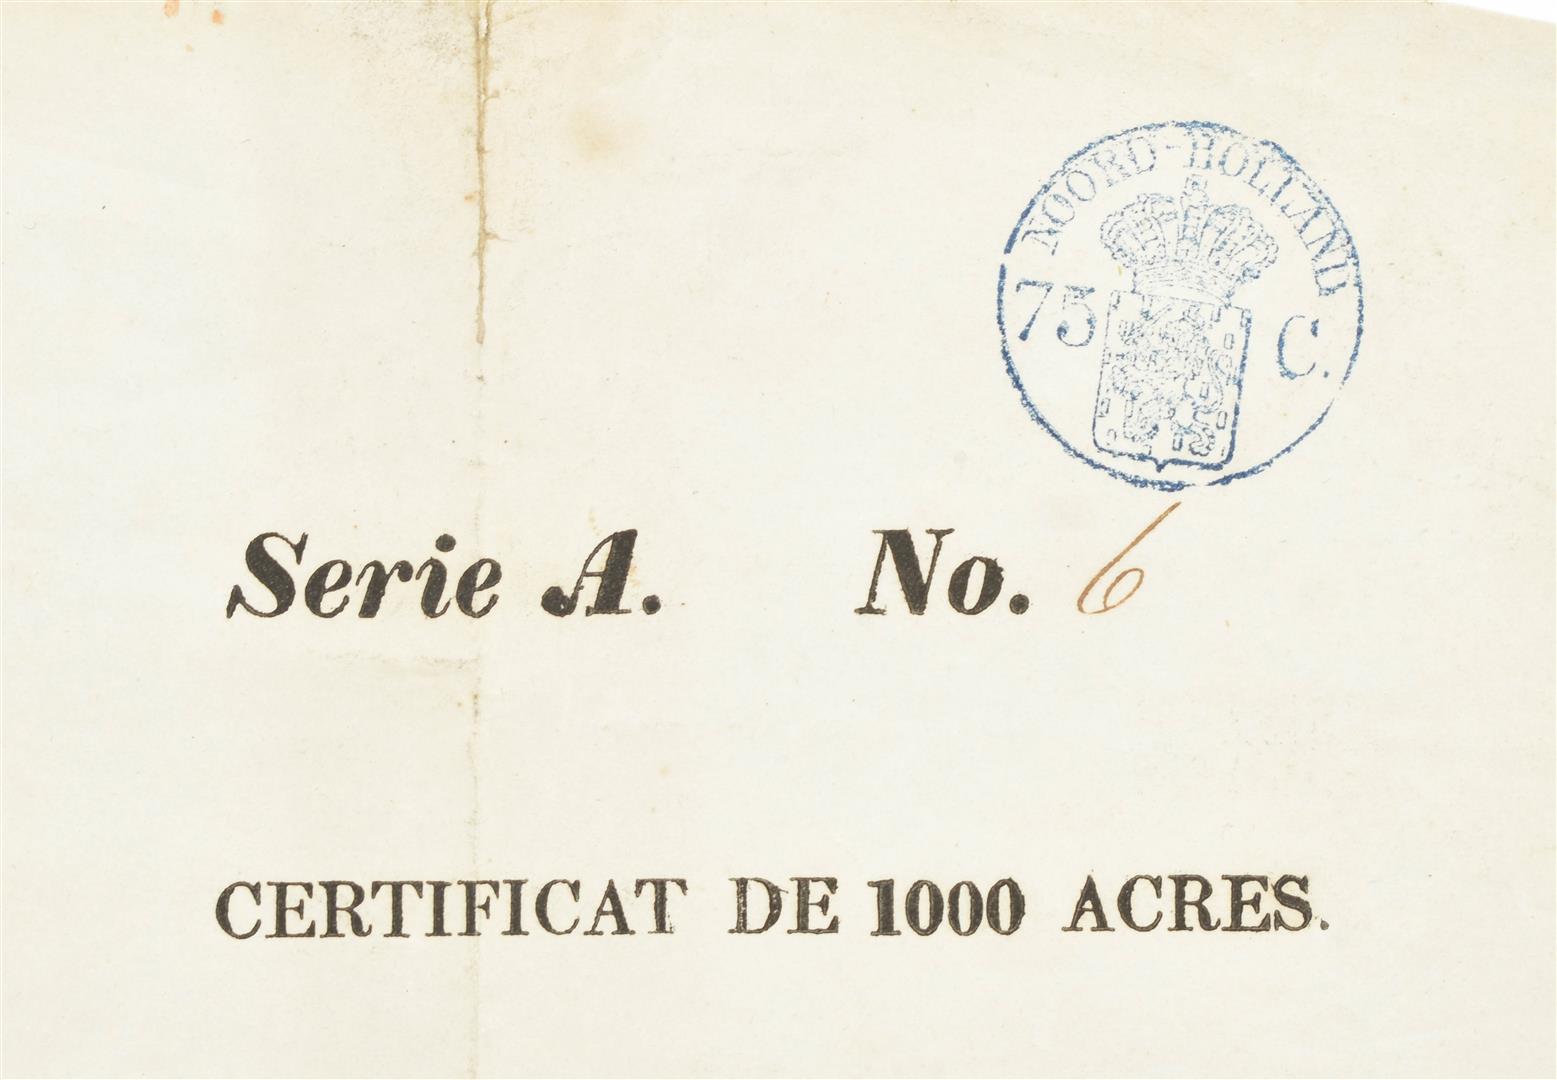 NOORD-HOLLAND
75 C.
Serie A. No. 6
CERTIFICAT DE 1000 ACRES.